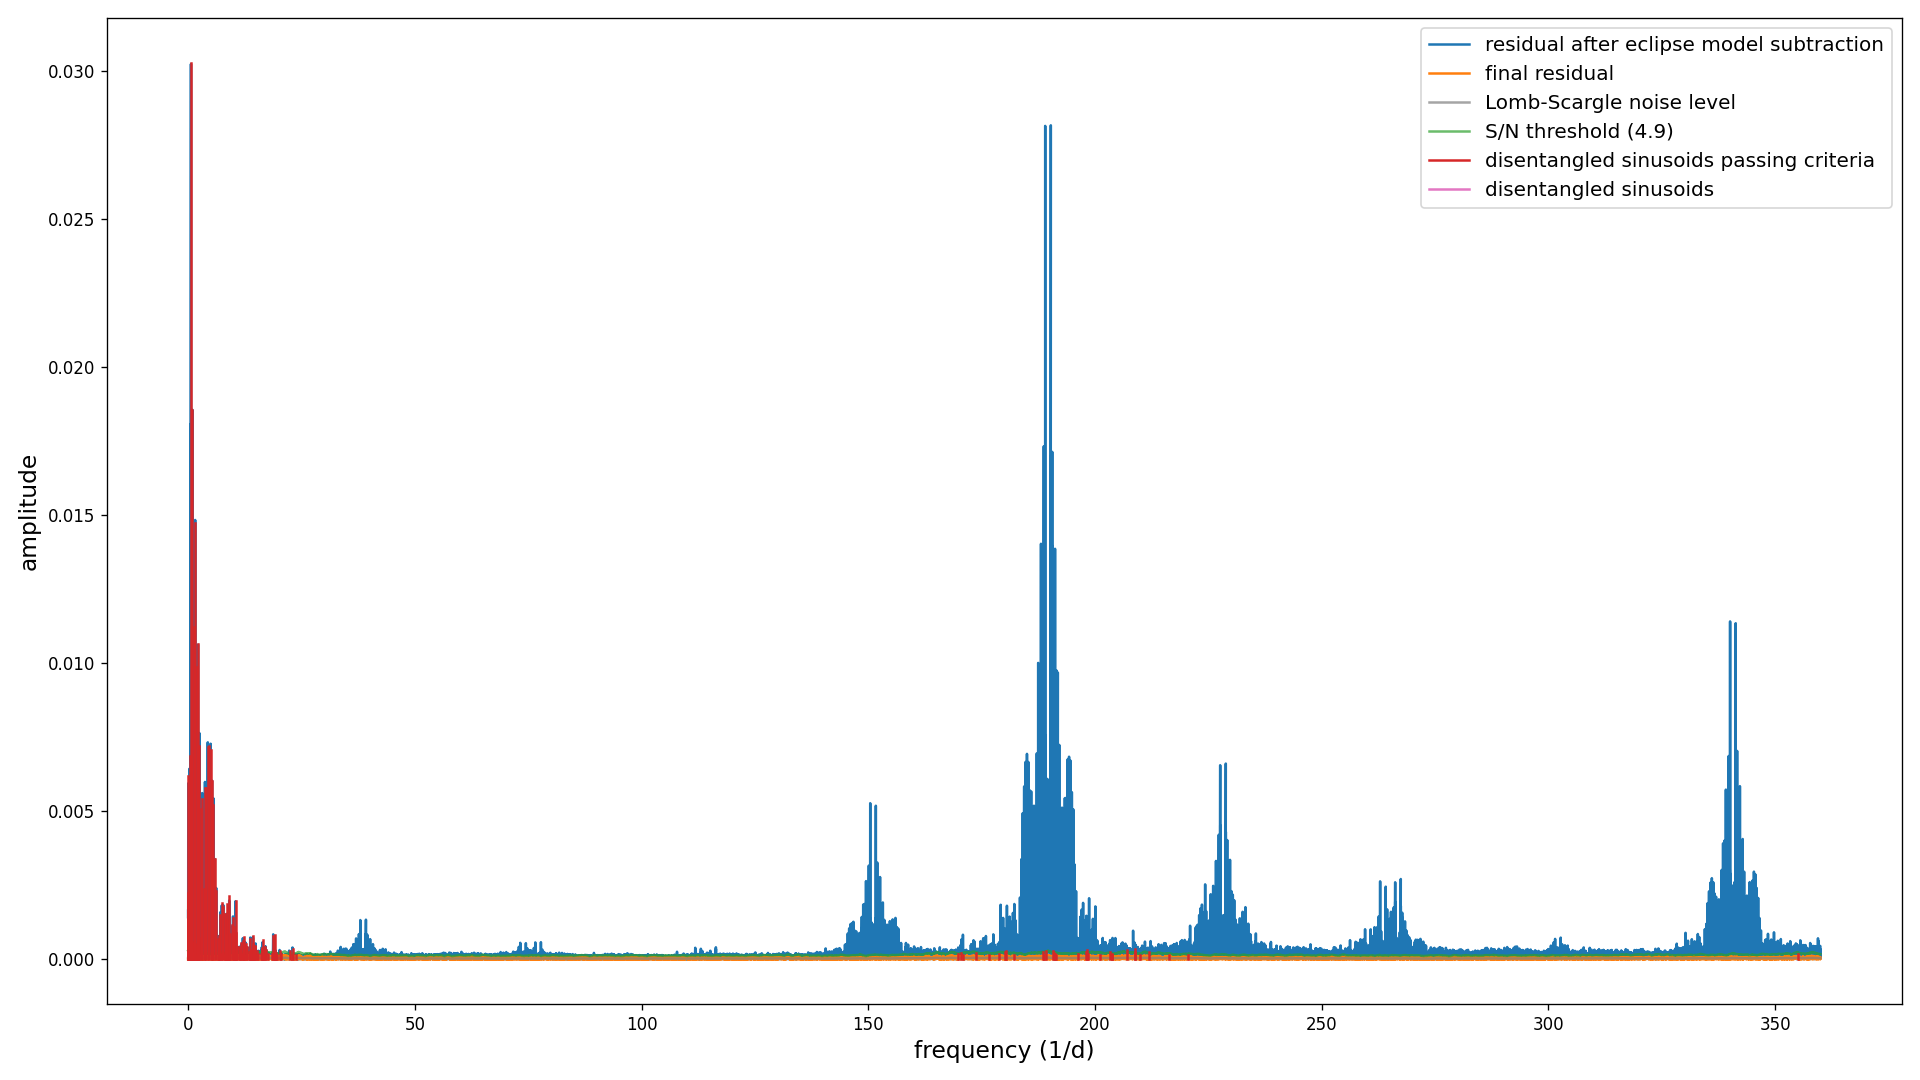 residual after eclipse model subtraction
final residual
Lomb-Scargle noise level
S/N threshold (4.9)
disentangled sinusoids passing criteria
disentangled sinusoids
0.030
0.025
0.020
0.015
0.010
0.005
0.000
amplitude
0 50 100 150 200 250 300 350
frequency (1/d)